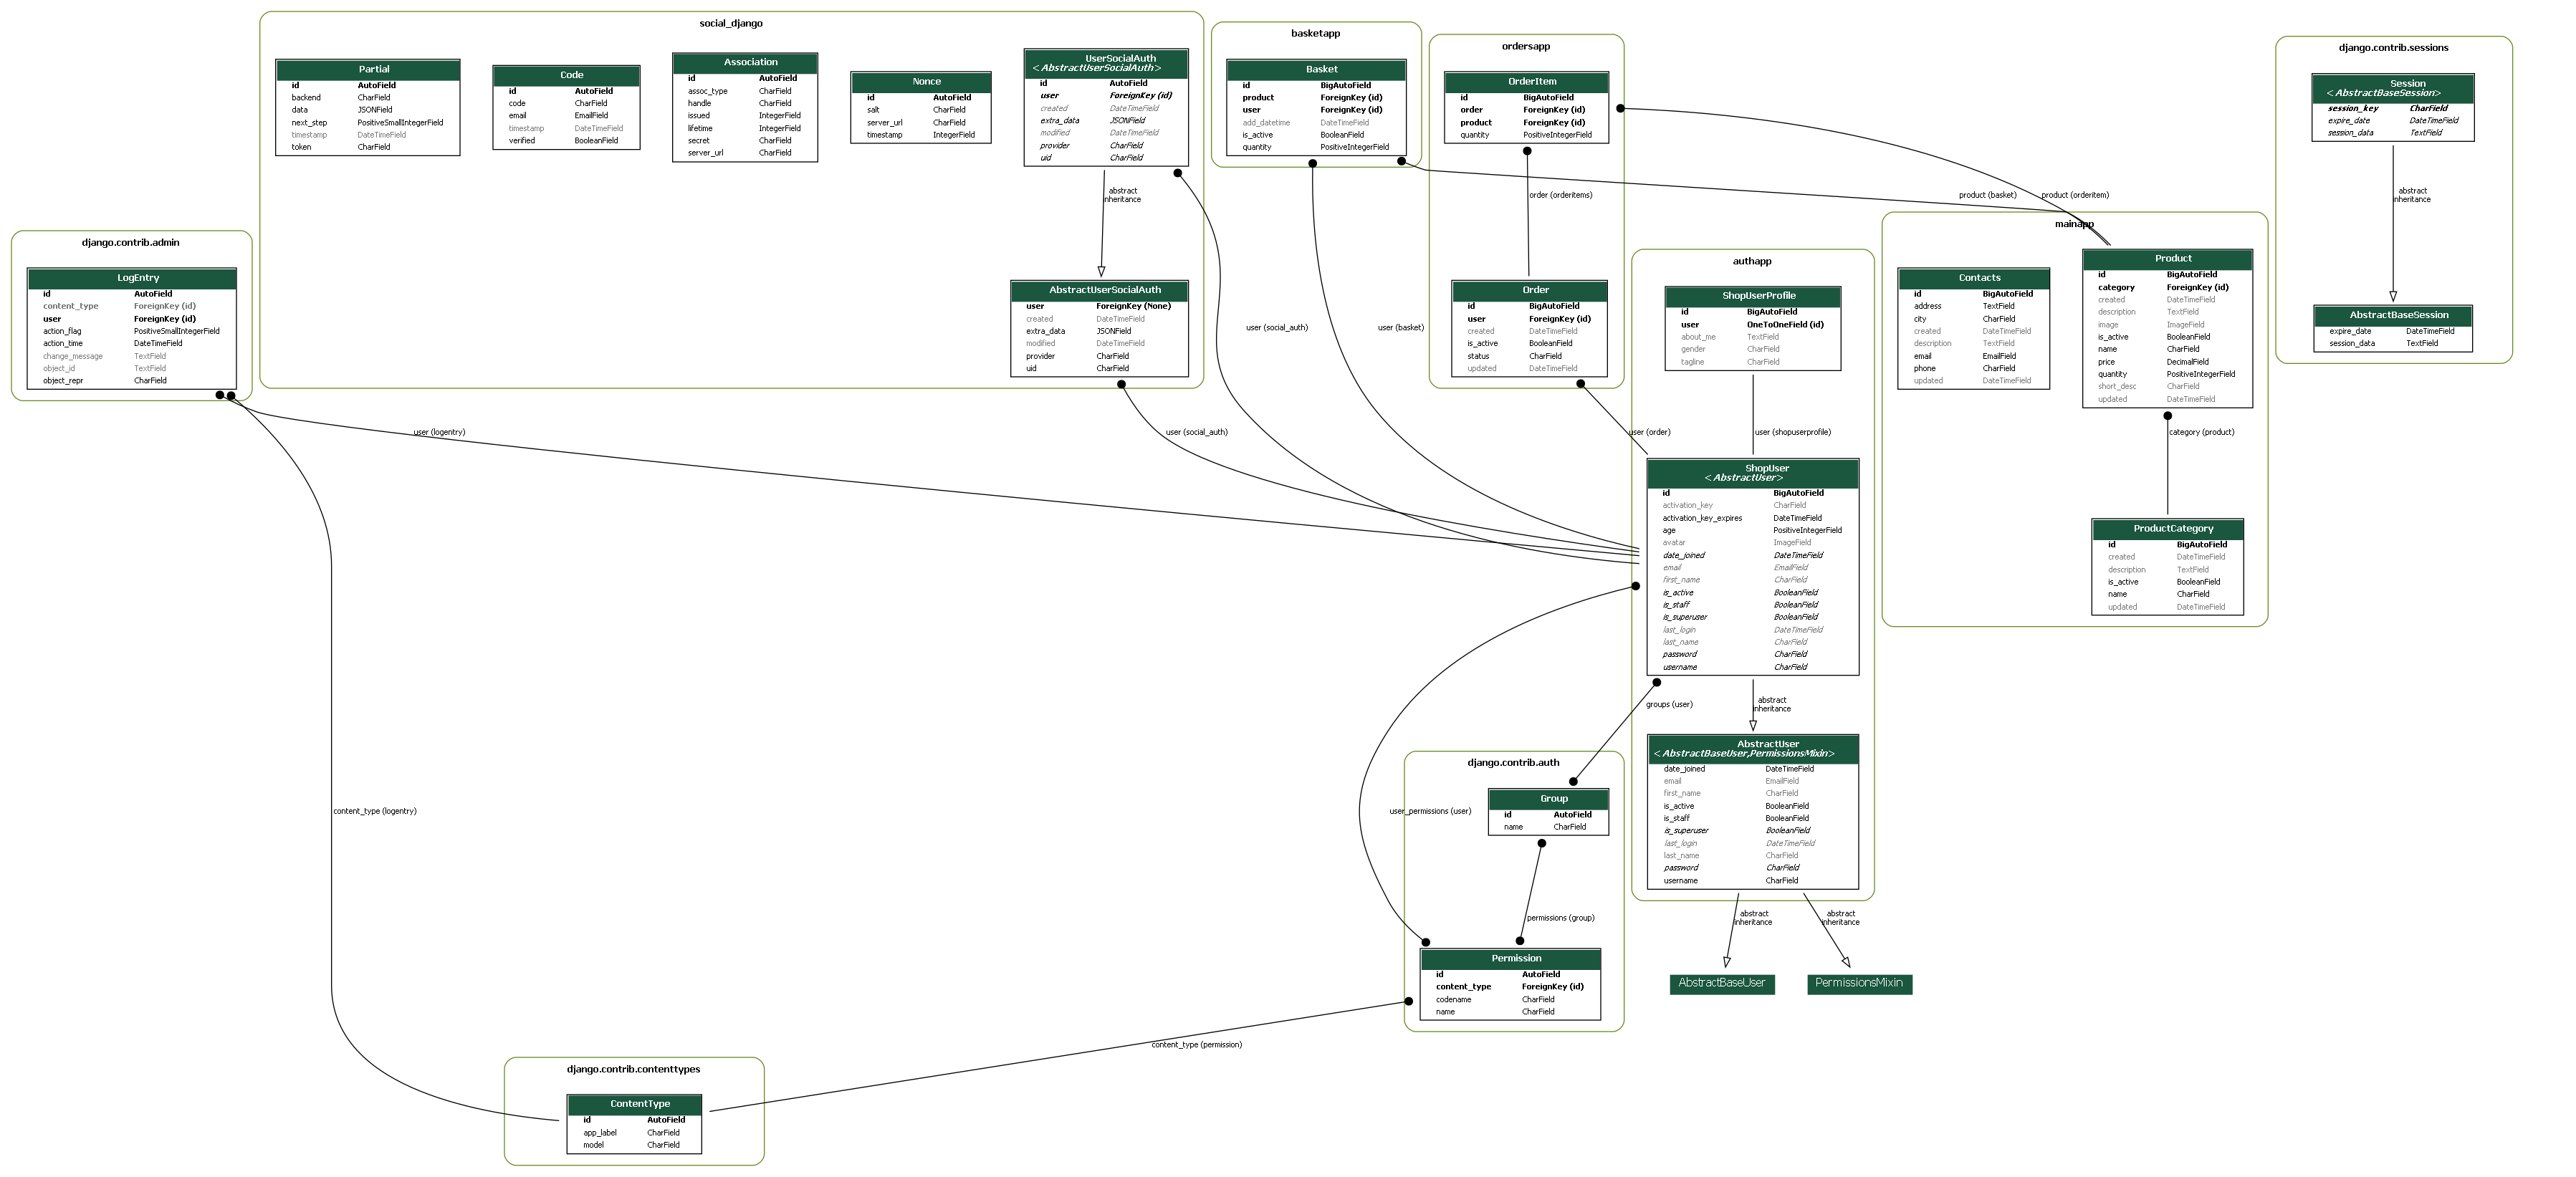 social_django
Partial
id AutoField
backend CharField
data JSONField
next_step PositiveSmallIntegerField
timestamp DateTimeField
token CharField
Code
id AutoField
code CharField
email EmailField
timestamp DateTimeField
verified BooleanField
Association
id AutoField
assoc_type CharField
handle CharField
issued IntegerField
lifetime IntegerField
secret CharField
server_url CharField
Nonce
id AutoField
salt CharField
server_url CharField
timestamp IntegerField
UserSocialAuth
<AbstractUserSocialAuth>
id AutoField
user ForeignKey (id)
created DateTimeField
extra_data JSONField
modified DateTimeField
provider CharField
uid CharField
abstract
inheritance
AbstractUserSocialAuth
user ForeignKey (None)
created DateTimeField
extra_data JSONField
modified DateTimeField
provider CharField
uid CharField
basketapp
Basket
id BigAutoField
product ForeignKey (id)
user ForeignKey (id)
add_datetime DateTimeField
is_active BooleanField
quantity PositiveIntegerField
ordersapp
OrderItem
id BigAutoField
order ForeignKey (id)
product ForeignKey (id)
quantity PositiveIntegerField
order (orderitems)
Order
id BigAutoField
user ForeignKey (id)
created DateTimeField
is_active BooleanField
status CharField
updated DateTimeField
product (basket)
product (orderitem)
django.contrib.sessions
Session
<AbstractBaseSession>
session_key CharField
expire_date DateTimeField
session_data TextField
abstract
inheritance
AbstractBaseSession
expire_date DateTimeField
session_data TextField
mainapp
Contacts
id BigAutoField
address TextField
city CharField
created DateTimeField
description TextField
email EmailField
phone CharField
updated DateTimeField
Product
id BigAutoField
category ForeignKey (id)
created DateTimeField
description TextField
image ImageField
is_active BooleanField
name CharField
price DecimalField
quantity PositiveIntegerField
short_desc CharField
updated DateTimeField
category (product)
ProductCategory
id BigAutoField
created DateTimeField
description TextField
is_active BooleanField
name CharField
updated DateTimeField
django.contrib.admin
LogEntry
id AutoField
content_type ForeignKey (id)
user ForeignKey (id)
action_flag PositiveSmallIntegerField
action_time DateTimeField
change_message TextField
object_id TextField
object_repr CharField
user (logentry)
user (social_auth)
user (social_auth)
user (basket)
user (order)
authapp
ShopUserProfile
id BigAutoField
user OneToOneField (id)
about_me TextField
gender CharField
tagline CharField
user (shopuserprofile)
ShopUser
<AbstractUser>
id BigAutoField
activation_key CharField
activation_key_expires DateTimeField
age PositiveIntegerField
avatar ImageField
date_joined DateTimeField
email EmailField
first_name CharField
is_active BooleanField
is_staff BooleanField
is_superuser BooleanField
last_login DateTimeField
last_name CharField
password CharField
username CharField
groups (user)
abstract
inheritance
AbstractUser
<AbstractBaseUser,PermissionsMixin>
date_joined DateTimeField
email EmailField
first_name CharField
is_active BooleanField
is_staff BooleanField
is_superuser BooleanField
last_login DateTimeField
last_name CharField
password CharField
username CharField
abstract
inheritance
abstract
inheritance
AbstractBaseUser
PermissionsMixin
django.contrib.auth
Group
id AutoField
name CharField
user_permissions (user)
permissions (group)
Permission
id AutoField
content_type ForeignKey (id)
codename CharField
name CharField
content_type (logentry)
content_type (permission)
django.contrib.contenttypes
ContentType
id AutoField
app_label CharField
model CharField